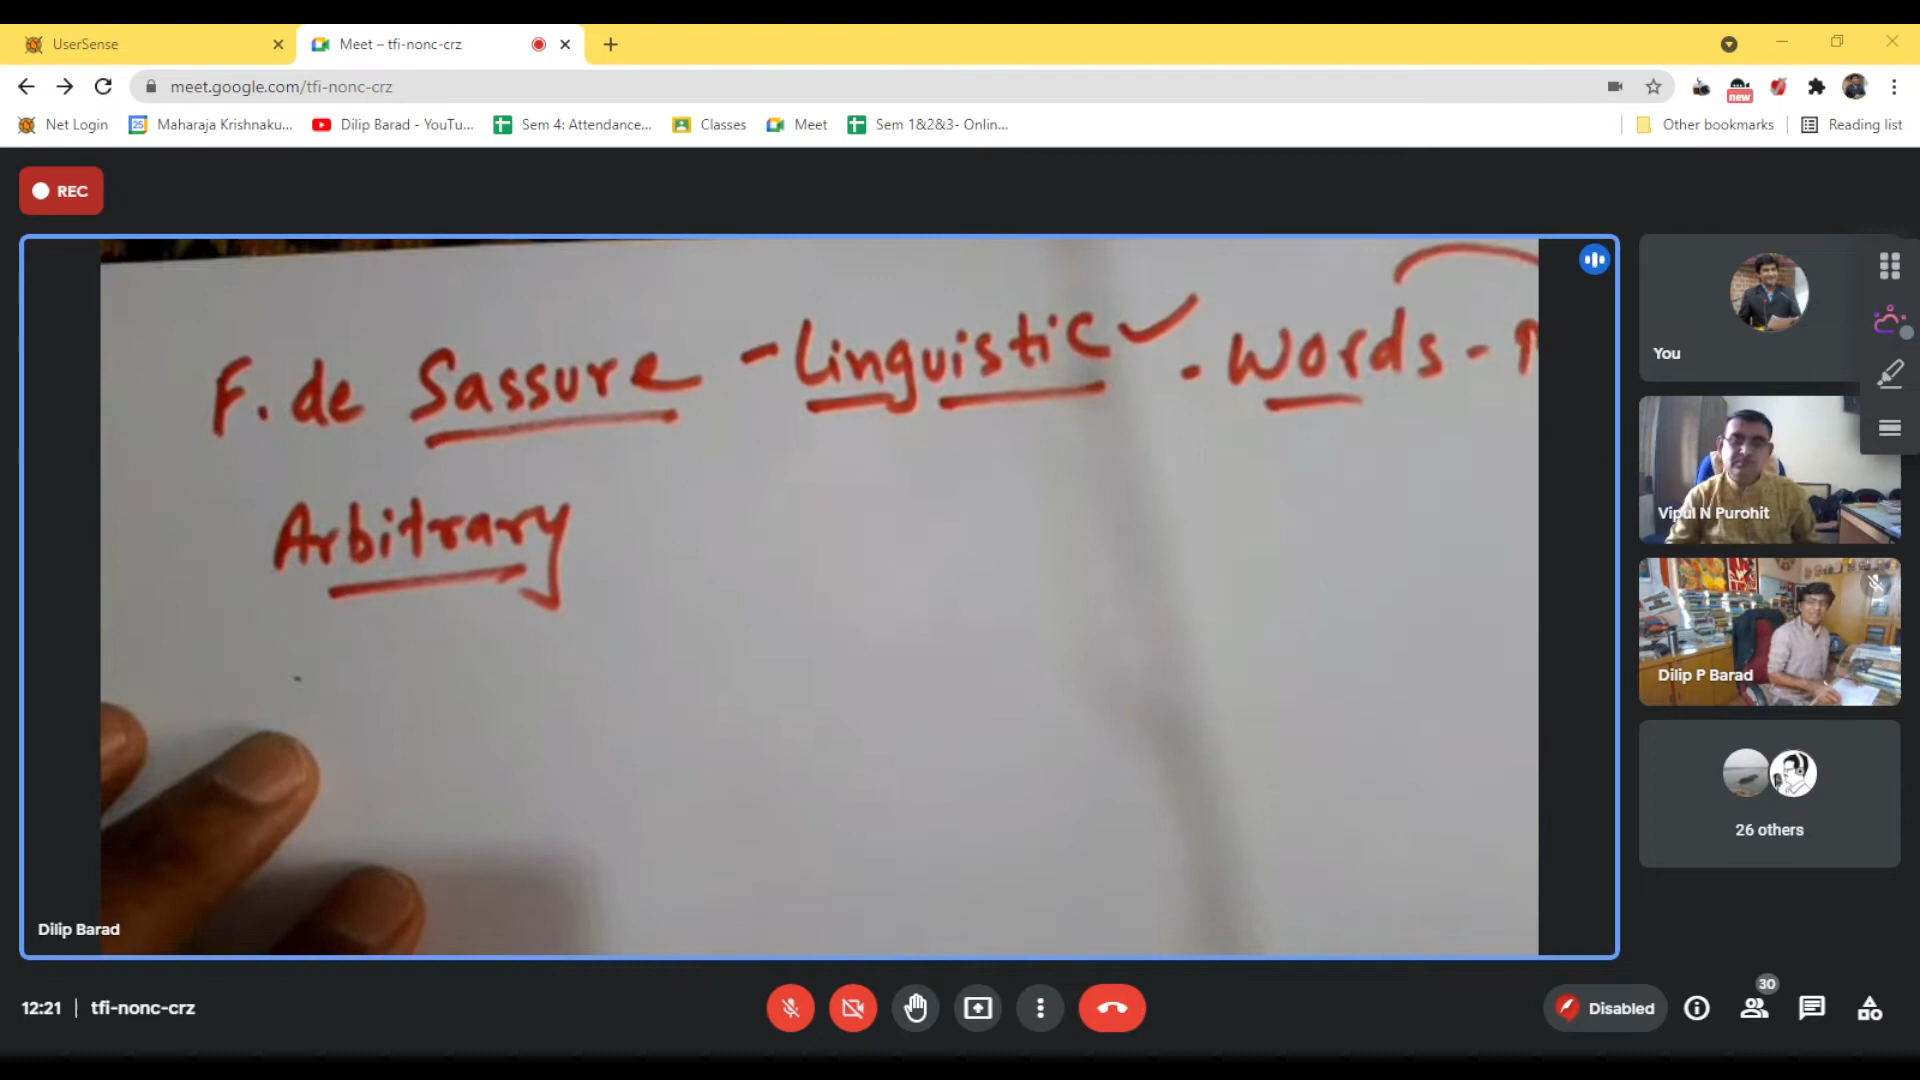 UserSense
Meet – tfi-nonc-crz
meet.google.com/tfi-nonc-crz
new
Net Login
25
Maharaja Krishnaku...
Dilip Barad - YouTu...
Sem 4: Attendance...
Classes
Meet
Sem 1&2&3- Onlin...
Other bookmarks
Reading list
REC
F. de Sassure - Linguistic . Words -
Arbitrary
Dilip Barad
You
Vipul N Purohit
Dilip P Barad
26 others
12:21 | tfi-nonc-crz
Disabled
30